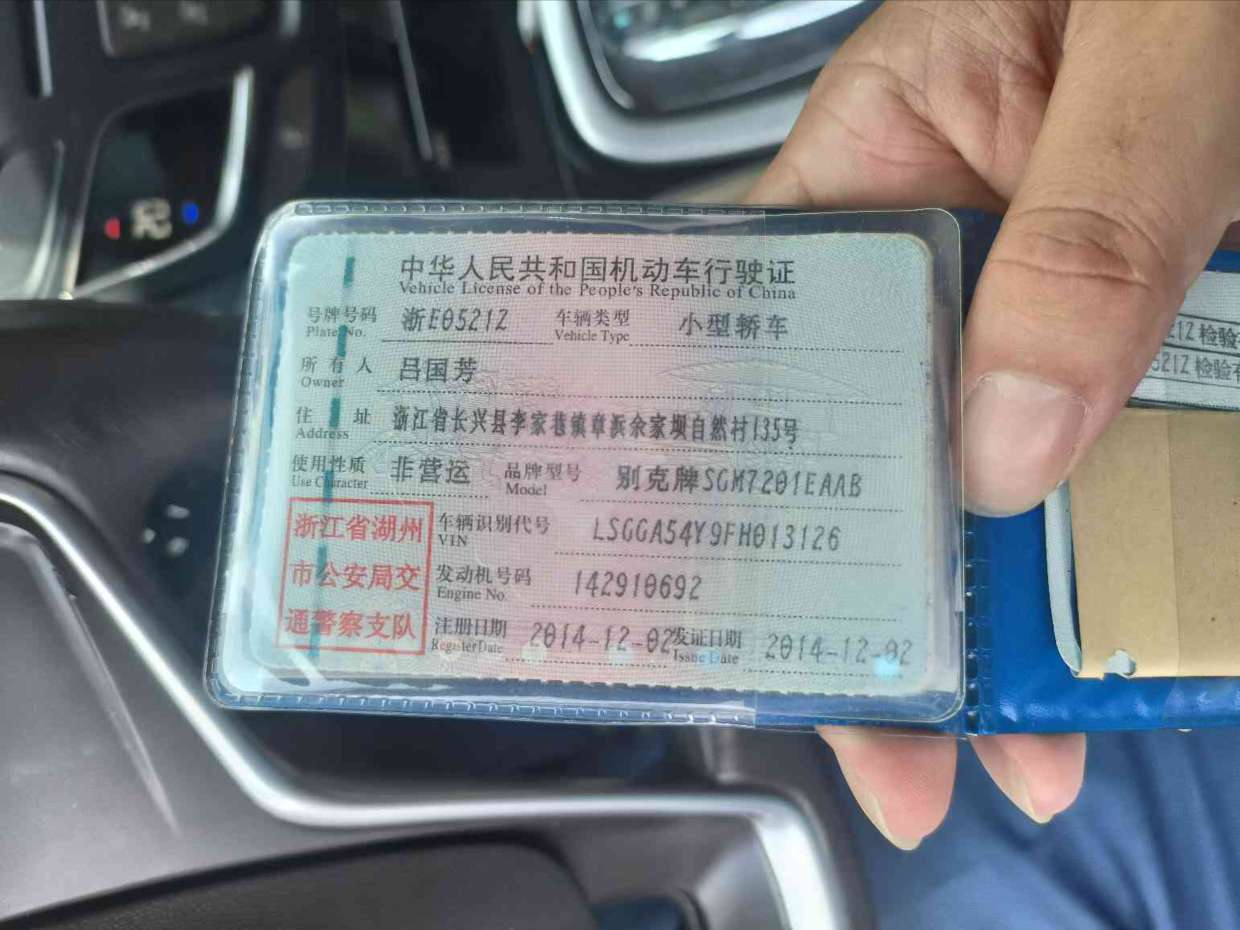 中华人民共和国机动车行驶证
Vehicle License of the People's Republic of China
号牌号码 浙E0521Z 车辆类型 小型轿车
Plate No. Vehicle Type
所有人 吕国芳
Owner
住址 浙江省长兴县李家巷镇章浜余家坝自然村135号
Address
使用性质 非营运 品牌型号 别克牌SGM7201EAAB
Use Character Model
浙江省湖州
市公安局交
通警察支队
车辆识别代号 LSGGA54Y9FH013126
VIN
发动机号码 142910692
Engine No.
注册日期 2014-12-02 发证日期 2014-12-02
Register Date Issue Date
21Z 检验有
521Z 检验有